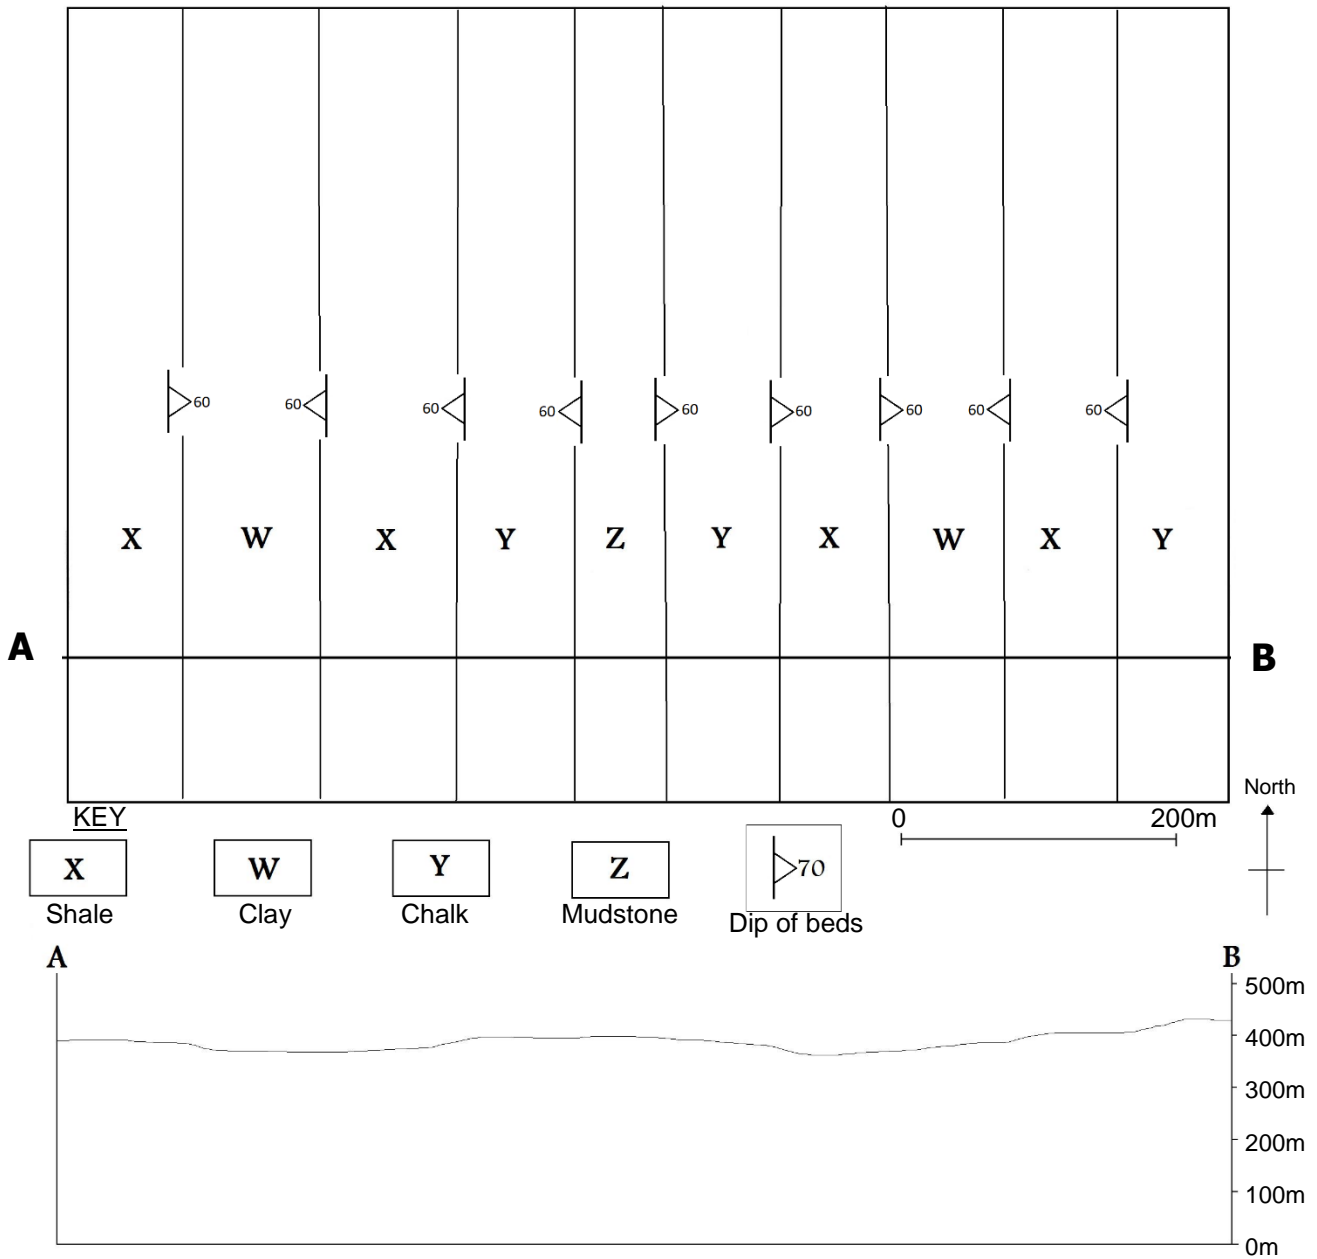 60 60 60 60 60 60 60 60 60
X W X Y Z Y X W X Y
A B
North
KEY 0 200m
X W Y Z 70
Shale Clay Chalk Mudstone Dip of beds
A B
500m
400m
300m
200m
100m
0m